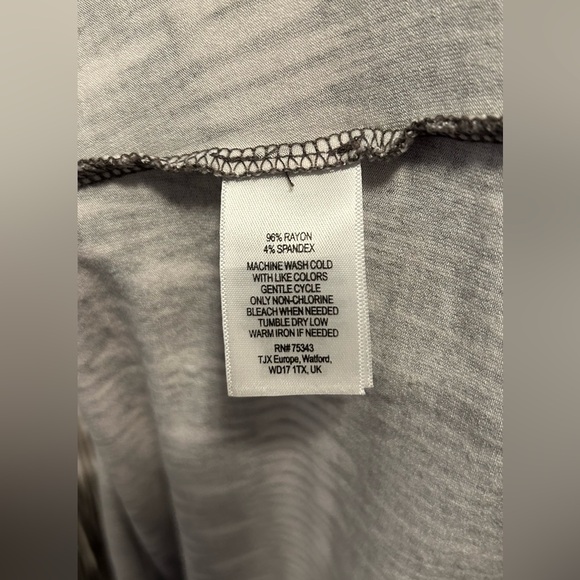 96% RAYON
4% SPANDEX
MACHINE WASH COLD
WITH LIKE COLORS
GENTLE CYCLE
ONLY NON-CHLORINE
BLEACH WHEN NEEDED
TUMBLE DRY LOW
WARM IRON IF NEEDED
RN# 75343
TJX Europe, Watford,
WD17 1TX, UK